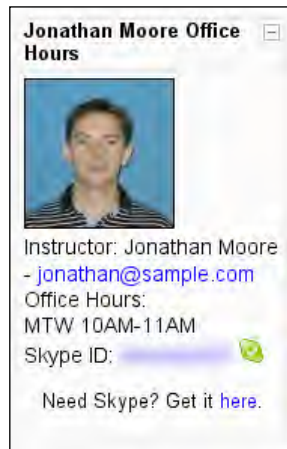 Jonathan Moore Office
Hours
Instructor: Jonathan Moore
- jonathan@sample.com
Office Hours:
MTW 10AM-11AM
Skype ID:
Need Skype? Get it here.